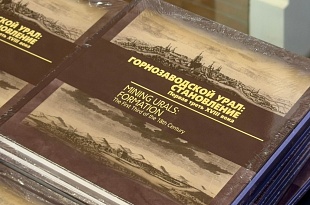 ГОРНОЗАВОДСКОЙ УРАЛ:
СТАНОВЛЕНИЕ
Первая треть XVIII века
MINING URALS:
FORMATION
The First Third of the 18th Century